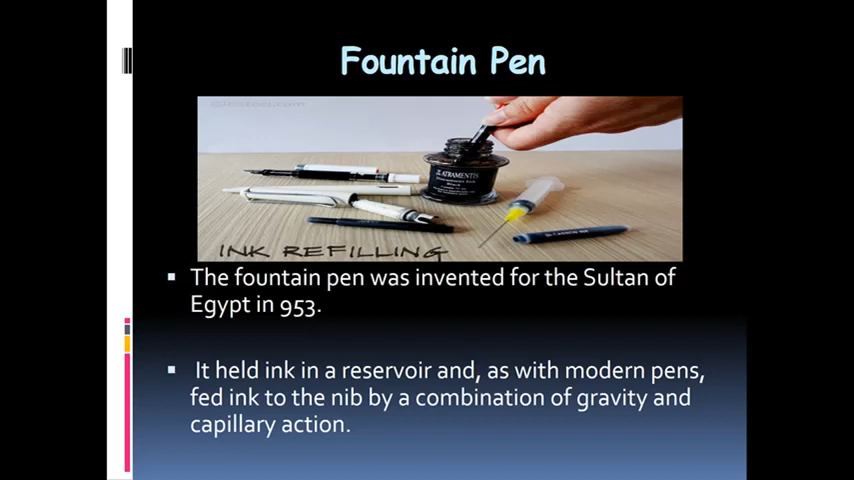 Fountain Pen
ATRAMENTIS
INK REFILLING
▪ The fountain pen was invented for the Sultan of
Egypt in 953.
▪ It held ink in a reservoir and, as with modern pens,
fed ink to the nib by a combination of gravity and
capillary action.